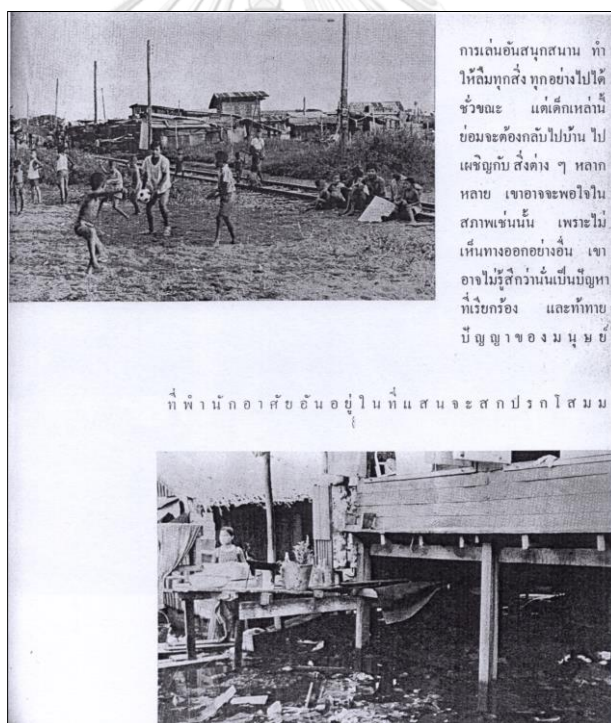 การเล่นอันสนุกสนาน ทำ
ให้ลืมทุกสิ่ง ทุกอย่างไปได้
ชั่วขณะ แต่เด็กเหล่านี้
ย่อมจะต้องกลับไปบ้าน ไป
เผชิญกับ สิ่งต่าง ๆ หลาก
หลาย เขาอาจจะพอใจใน
สภาพเช่นนั้น เพราะไม่
เห็นทางออกอย่างอื่น เขา
อาจไม่รู้สึกว่านั่นเป็นปัญหา
ที่เรียกร้อง และท้าทาย
ปัญญาของมนุษย์
ที่พำนักอาศัยอันอยู่ในที่แสนจะสกปรกโสมม